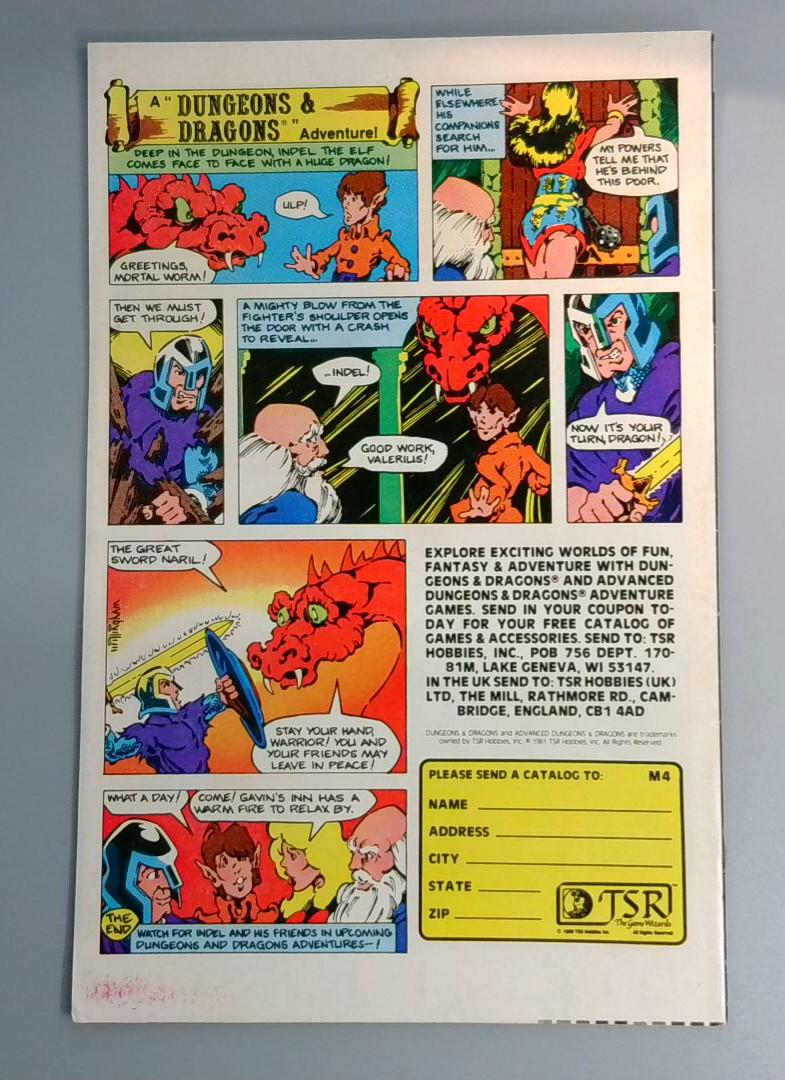 A "DUNGEONS &
DRAGONS®" Adventure!
DEEP IN THE DUNGEON, INDEL THE ELF
COMES FACE TO FACE WITH A HUGE DRAGON!
ULP!
GREETINGS,
MORTAL WORM!
WHILE
ELSEWHERE
HIS
COMPANIONS
SEARCH
FOR HIM...
MY POWERS
TELL ME THAT
HE'S BEHIND
THIS DOOR.
THEN WE MUST
GET THROUGH!
A MIGHTY BLOW FROM THE
FIGHTER'S SHOULDER OPENS
THE DOOR WITH A CRASH
TO REVEAL...
...INDEL!
GOOD WORK,
VALERIUS!
NOW IT'S YOUR
TURN, DRAGON!
THE GREAT
SWORD NARIL!
willingham
STAY YOUR HAND,
WARRIOR! YOU AND
YOUR FRIENDS MAY
LEAVE IN PEACE!
WHAT A DAY!
COME! GAVIN'S INN HAS A
WARM FIRE TO RELAX BY.
THE
END
WATCH FOR INDEL AND HIS FRIENDS IN UPCOMING
DUNGEONS AND DRAGONS ADVENTURES--!
EXPLORE EXCITING WORLDS OF FUN,
FANTASY & ADVENTURE WITH DUN-
GEONS & DRAGONS® AND ADVANCED
DUNGEONS & DRAGONS® ADVENTURE
GAMES. SEND IN YOUR COUPON TO-
DAY FOR YOUR FREE CATALOG OF
GAMES & ACCESSORIES. SEND TO: TSR
HOBBIES, INC., POB 756 DEPT. 170-
81M, LAKE GENEVA, WI 53147.
IN THE UK SEND TO: TSR HOBBIES (UK)
LTD, THE MILL, RATHMORE RD., CAM-
BRIDGE, ENGLAND, CB1 4AD
DUNGEONS & DRAGONS and ADVANCED DUNGEONS & DRAGONS are trademarks
owned by TSR Hobbies, Inc. © 1981 TSR Hobbies, Inc. All Rights Reserved.
PLEASE SEND A CATALOG TO: M4
NAME
ADDRESS
CITY
STATE
ZIP
TSR™
The Game Wizards
TSR Hobbies, Inc. All Rights Reserved